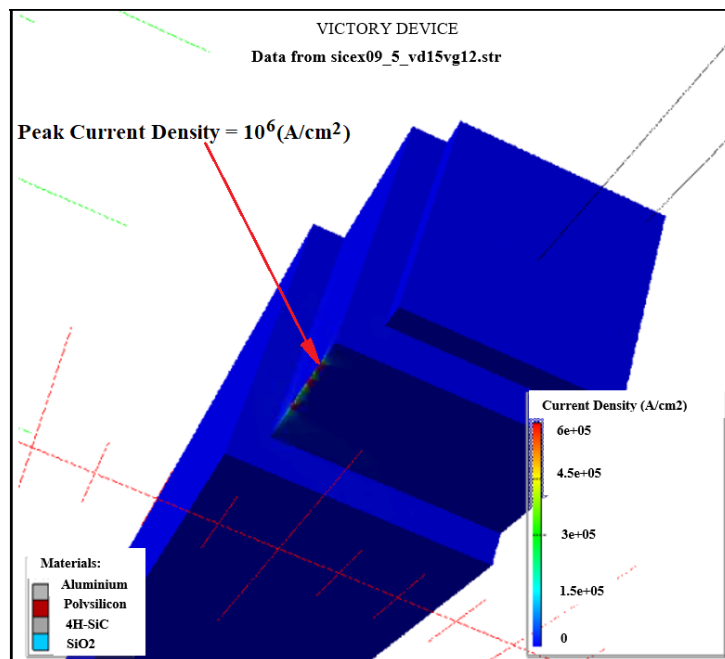 VICTORY DEVICE
Data from sicex09_5_vd15vg12.str
Peak Current Density = 10⁶(A/cm²)
Current Density (A/cm2)
6e+05
4.5e+05
3e+05
1.5e+05
0
Materials:
Aluminium
Polysilicon
4H-SiC
SiO2